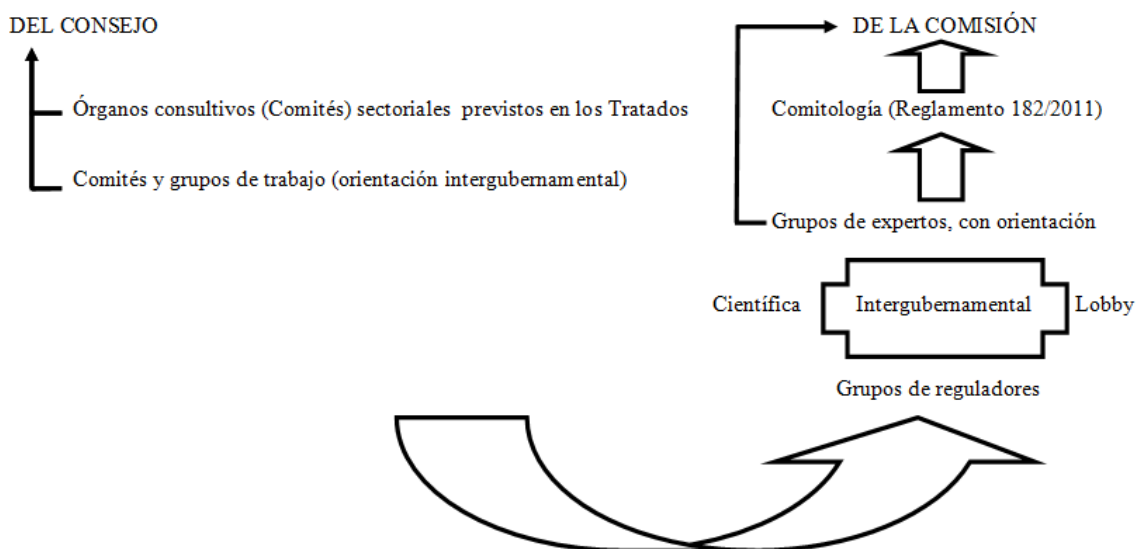 DEL CONSEJO
DE LA COMISIÓN
Órganos consultivos (Comités) sectoriales previstos en los Tratados
Comitología (Reglamento 182/2011)
Comités y grupos de trabajo (orientación intergubernamental)
Grupos de expertos, con orientación
Científica
Intergubernamental
Lobby
Grupos de reguladores